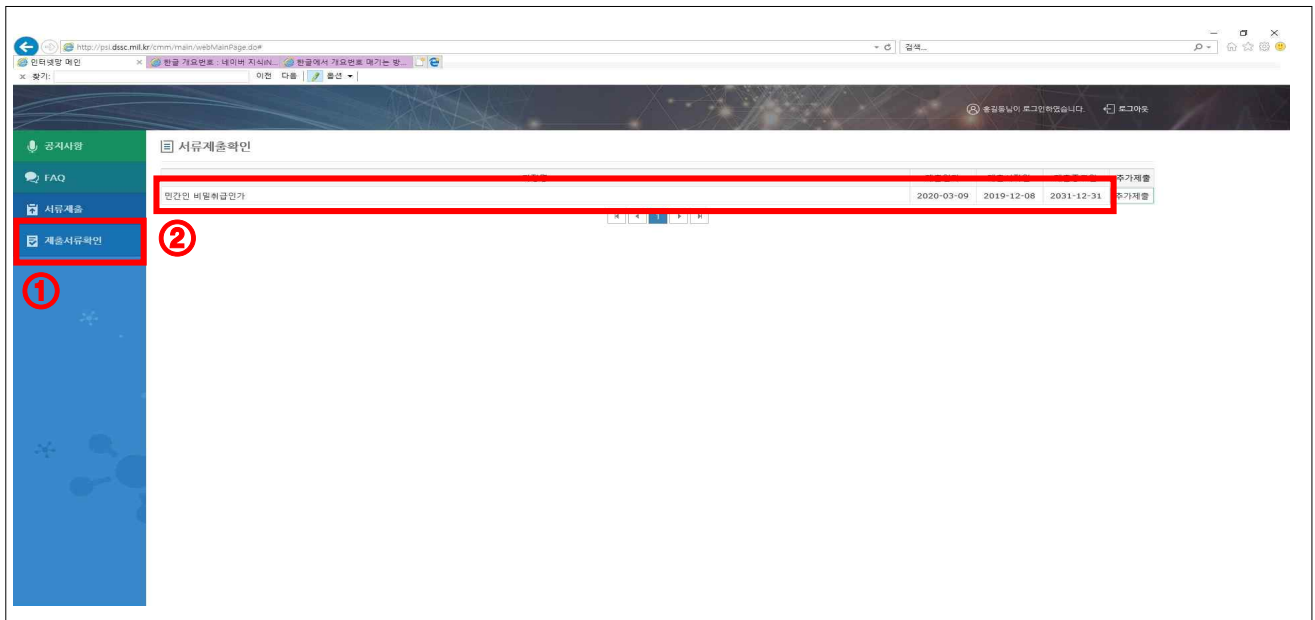 http://psi.dssc.mil.kr/cmm/main/webMainPage.do#
검색...
인터넷망 메인
한글 개요번호 : 네이버 지식iN...
한글에서 개요번호 매기는 방...
찾기:
이전 다음
옵션
홍길동님이 로그인하였습니다.
로그아웃
공지사항
서류제출확인
FAQ
추가제출
민간인 비밀취급인가 2020-03-09 2019-12-08 2031-12-31 추가제출
서류제출
1
제출서류확인
②
①